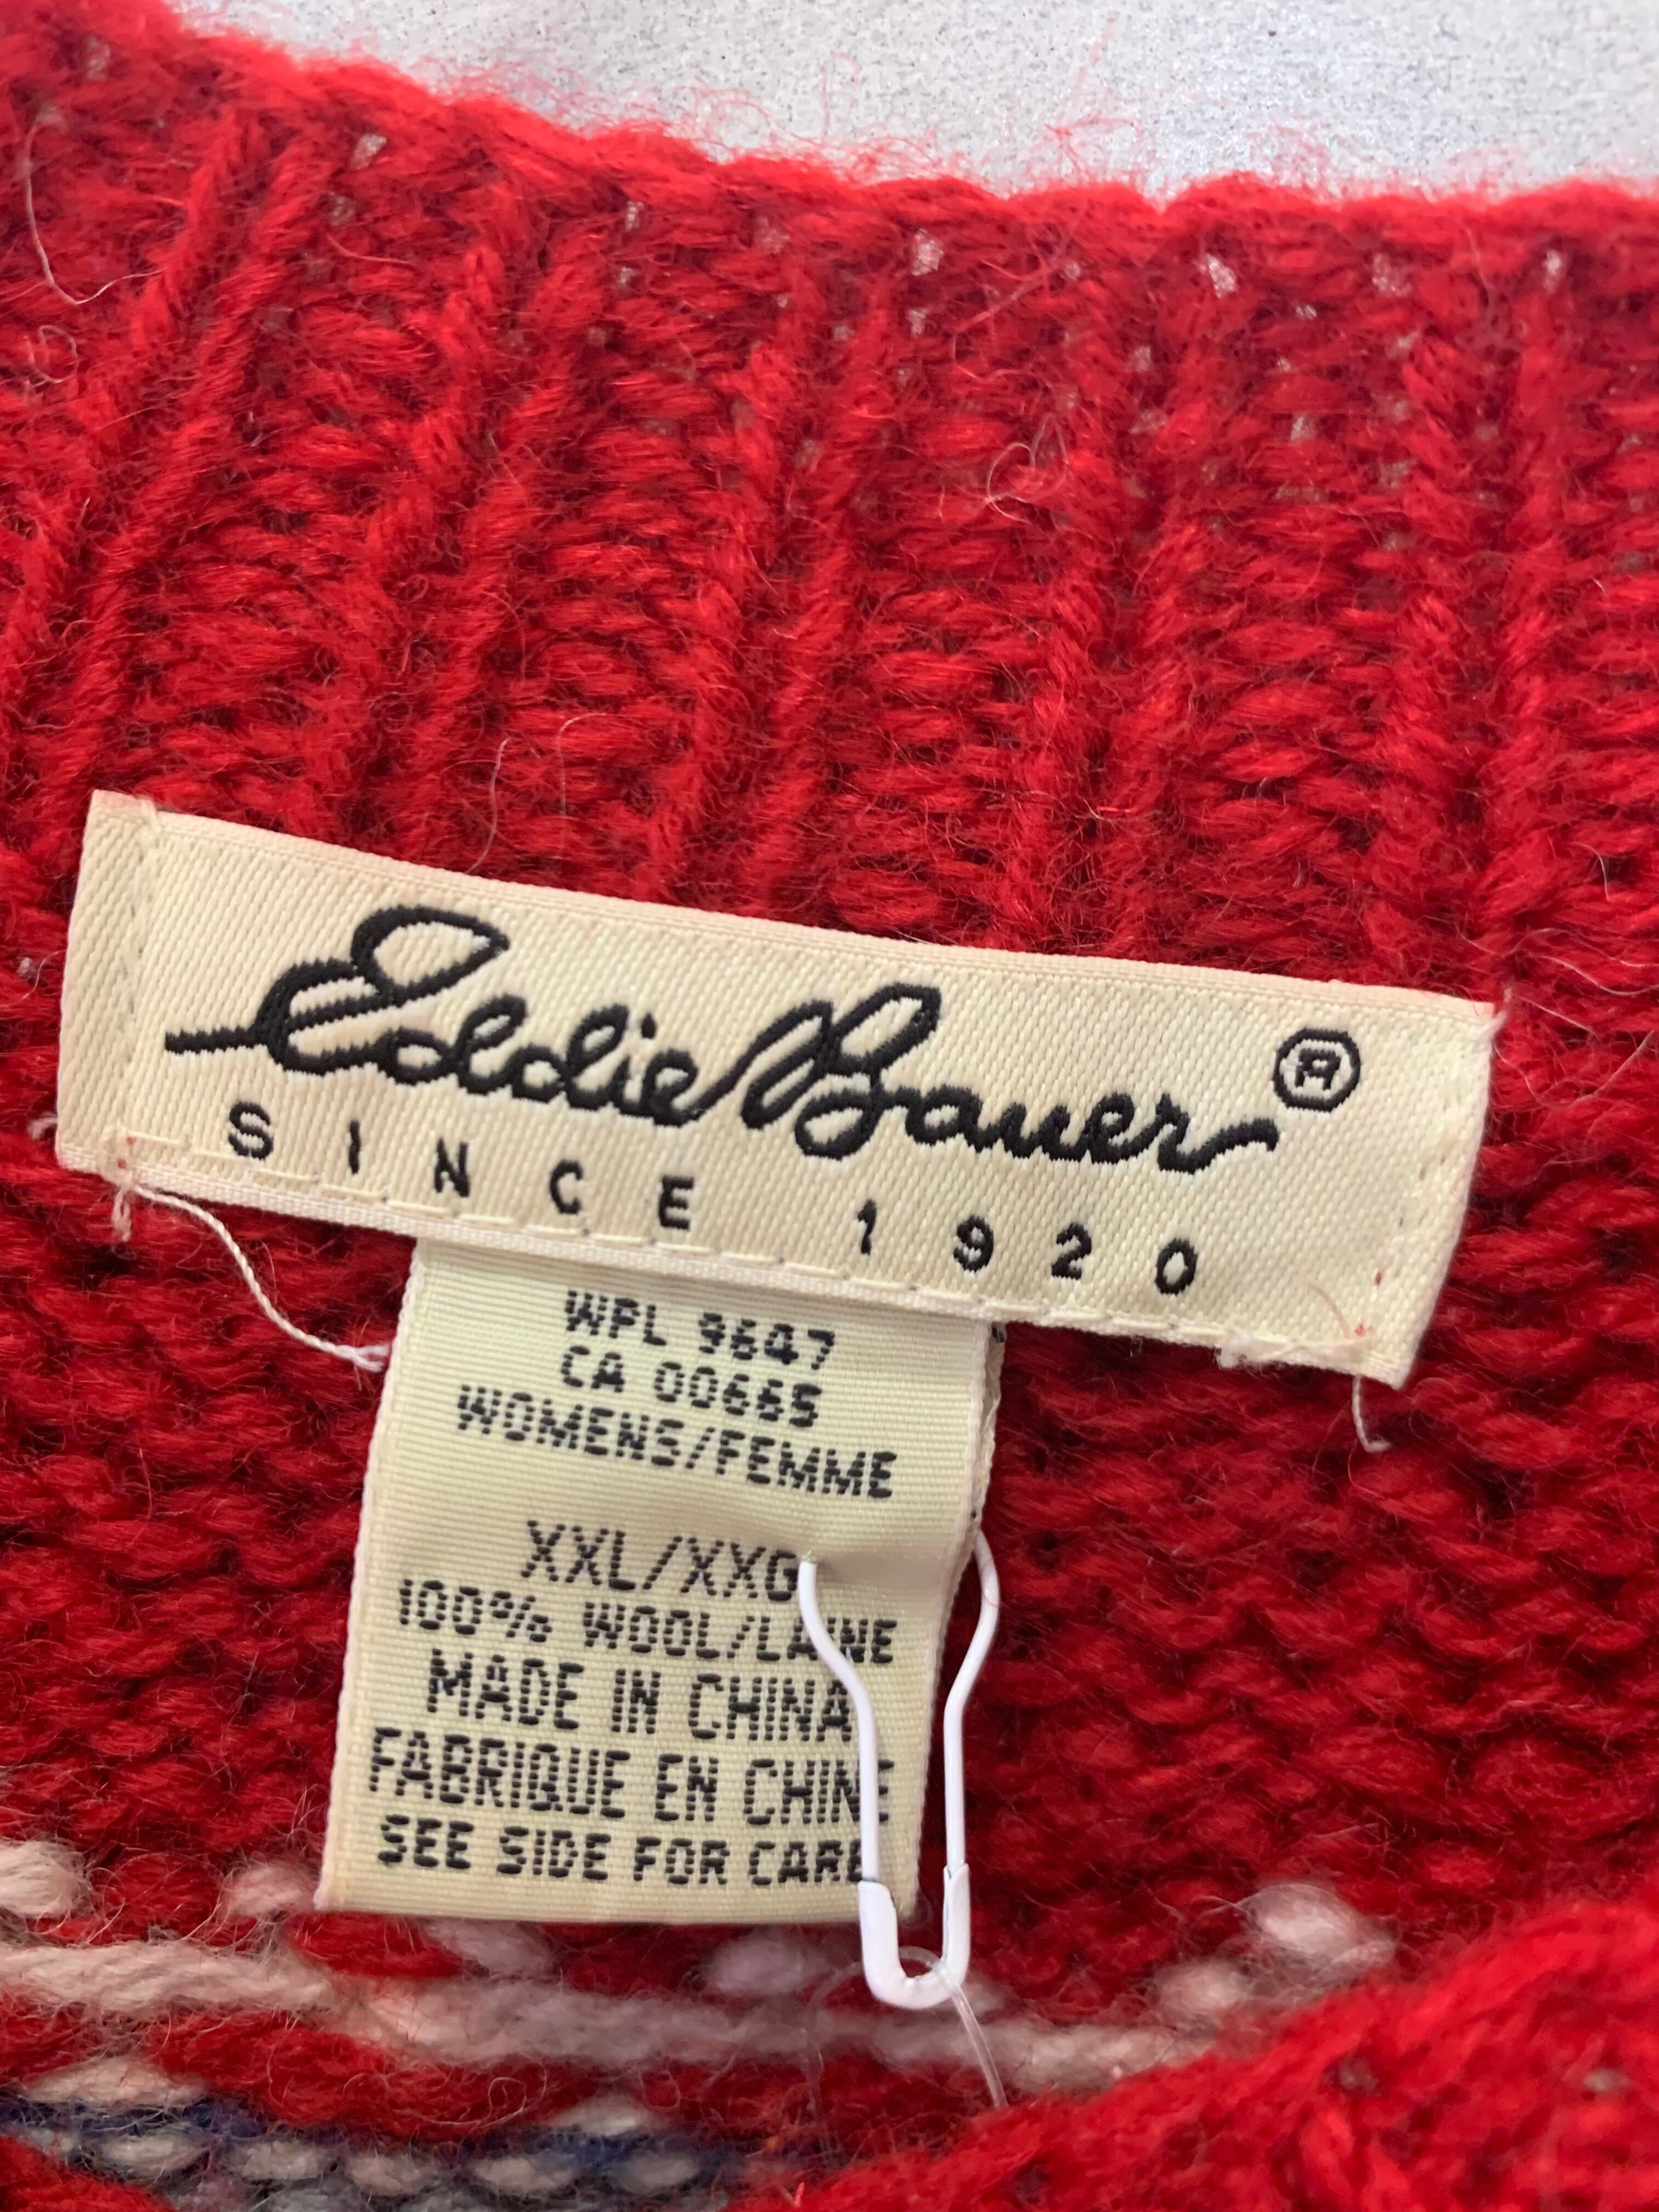 Eddie Bauer®
SINCE 1920
WPL 9647
CA 00665
WOMENS/FEMME
XXL/XXG
100% WOOL/LAINE
MADE IN CHINA
FABRIQUE EN CHINE
SEE SIDE FOR CARE